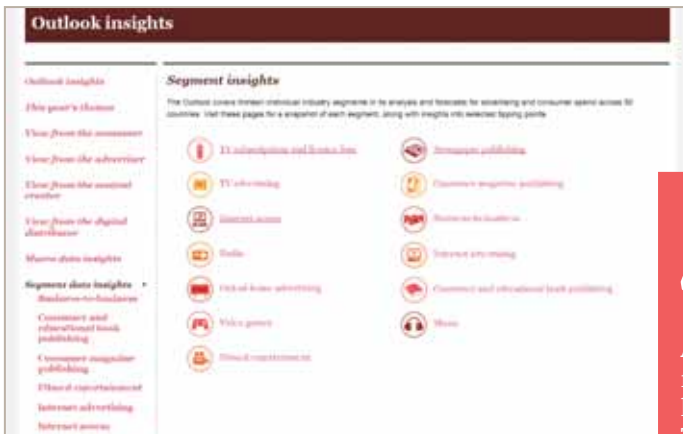 Outlook insights
Outlook insights
This year's themes
View from the consumer
View from the advertiser
View from the content
creator
View from the digital
distributor
Macro data insights
Segment data insights
Business-to-business
Consumer and
educational book
publishing
Consumer magazine
publishing
Filmed entertainment
Internet advertising
Internet access
Segment insights
The Outlook covers thirteen individual industry segments in its analysis and forecasts for advertising and consumer spend across 50
countries. Visit these pages for a snapshot of each segment, along with insights into selected tipping points.
TV subscriptions and licence fees
Newspaper publishing
TV advertising
Consumer magazine publishing
Internet access
Business-to-business
Radio
Internet advertising
Out-of-home advertising
Consumer and educational book publishing
Video games
Music
Filmed entertainment